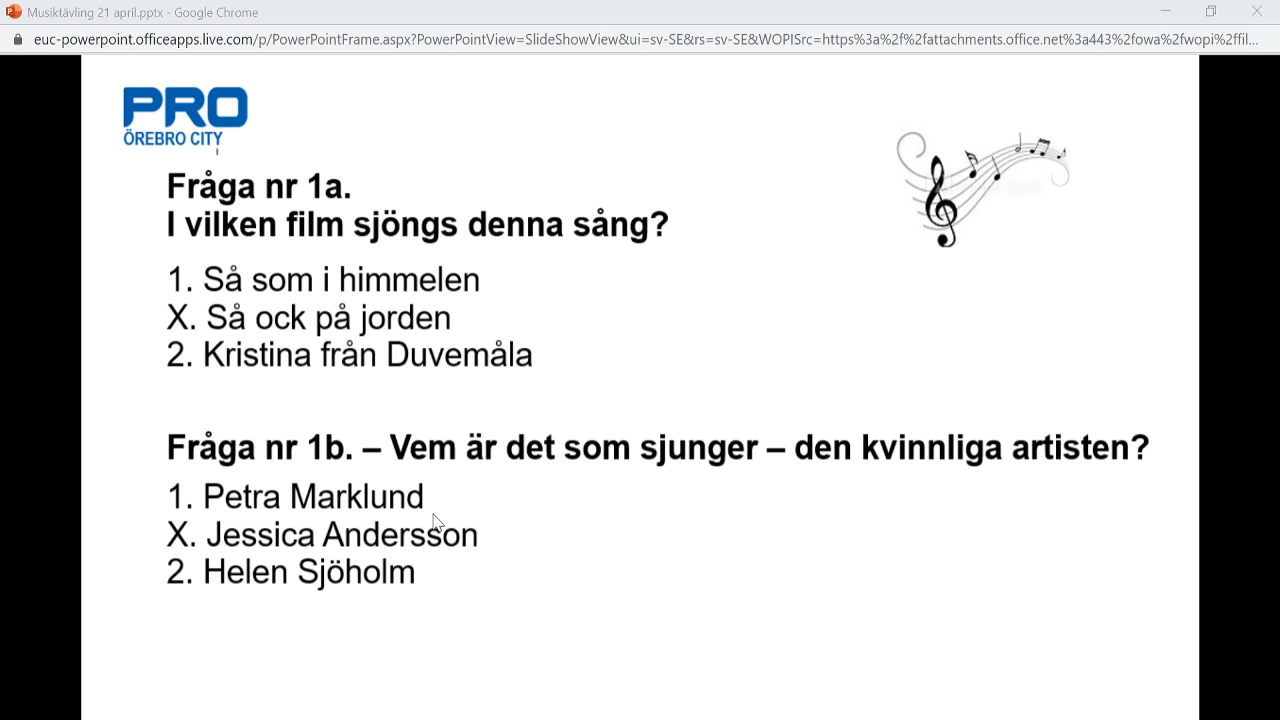 Musiktävling 21 april.pptx - Google Chrome
euc-powerpoint.officeapps.live.com/p/PowerPointFrame.aspx?PowerPointView=SlideShowView&ui=sv-SE&rs=sv-SE&WOPISrc=https%3a%2f%2fattachments.office.net%3a443%2fowa%2fwopi%2ffil...
PRO
ÖREBRO CITY
Fråga nr 1a.
I vilken film sjöngs denna sång?
1. Så som i himmelen
X. Så ock på jorden
2. Kristina från Duvemåla
Fråga nr 1b. – Vem är det som sjunger – den kvinnliga artisten?
1. Petra Marklund
X. Jessica Andersson
2. Helen Sjöholm